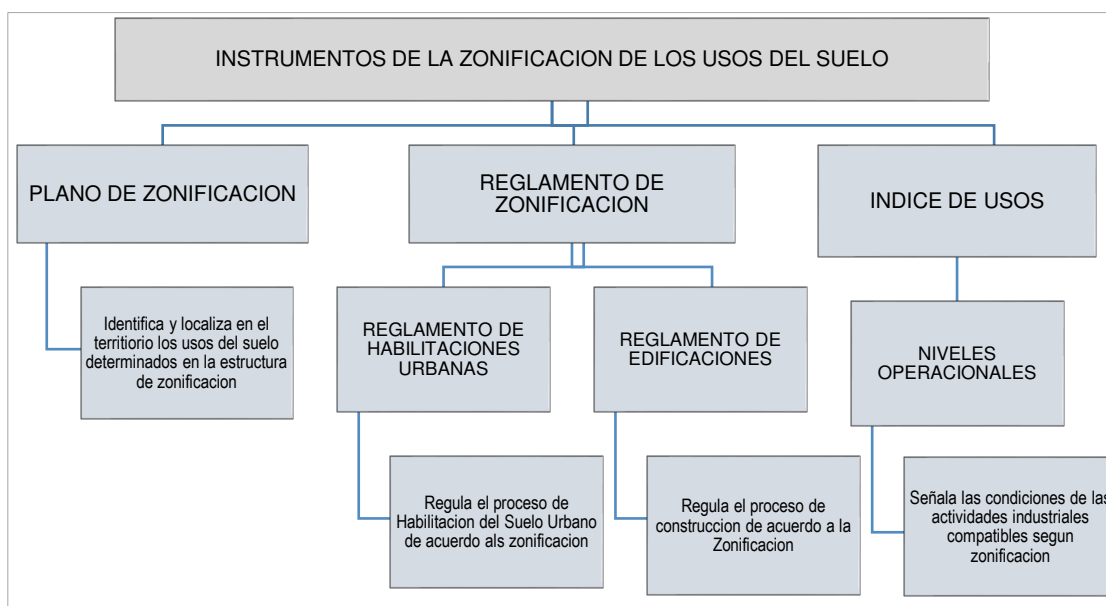 INSTRUMENTOS DE LA ZONIFICACION DE LOS USOS DEL SUELO
PLANO DE ZONIFICACION
REGLAMENTO DE
ZONIFICACION
INDICE DE USOS
Identifica y localiza en el
territorio los usos del suelo
determinados en la estructura
de zonificacion
REGLAMENTO DE
HABILITACIONES
URBANAS
REGLAMENTO DE
EDIFICACIONES
NIVELES
OPERACIONALES
Regula el proceso de
Habilitacion del Suelo Urbano
de acuerdo als zonificacion
Regula el proceso de
construccion de acuerdo a la
Zonificacion
Señala las condiciones de las
actividades industriales
compatibles segun
zonificacion